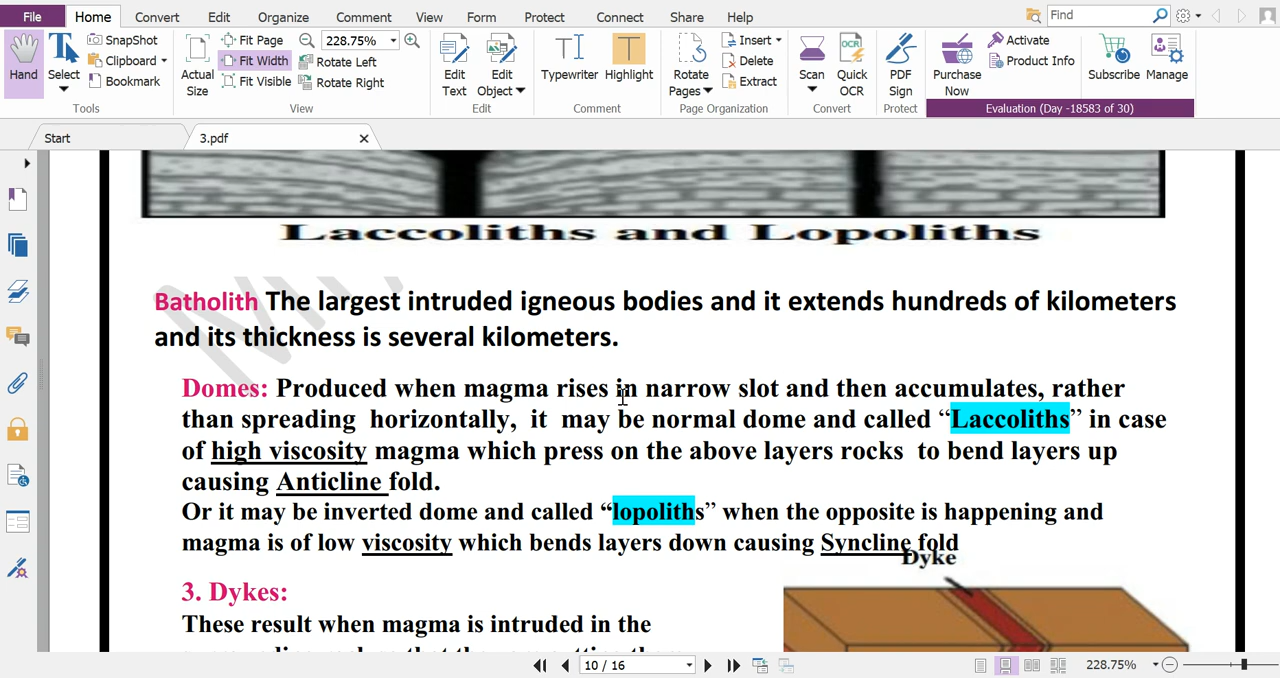 File Home Convert Edit Organize Comment View Form Protect Connect Share Help Find
SnapShot Fit Page 228.75% Insert Activate
Clipboard Fit Width Rotate Left Delete Product Info
Hand Select Bookmark Actual Size Fit Visible Rotate Right Edit Text Edit Object Typewriter Highlight Rotate Pages Extract Scan Quick OCR PDF Sign Purchase Now Subscribe Manage
Tools View Edit Comment Page Organization Convert Protect Evaluation (Day -18583 of 30)
Start 3.pdf
Laccoliths and Lopoliths
Batholith The largest intruded igneous bodies and it extends hundreds of kilometers
and its thickness is several kilometers.
Domes: Produced when magma rises in narrow slot and then accumulates, rather
than spreading horizontally, it may be normal dome and called “Laccoliths” in case
of high viscosity magma which press on the above layers rocks to bend layers up
causing Anticline fold.
Or it may be inverted dome and called “lopoliths” when the opposite is happening and
magma is of low viscosity which bends layers down causing Syncline fold
Dyke
3. Dykes:
These result when magma is intruded in the
10 / 16 228.75%